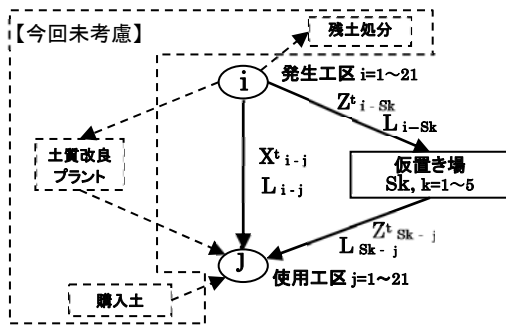 【今回未考慮】
残土処分
i
発生工区 i=1～21
Zᵗ i-Sk
L i-Sk
土質改良
プラント
Xᵗ i-j
L i-j
仮置き場
Sk, k=1～5
Zᵗ Sk-j
L Sk-j
j
使用工区 j=1～21
購入土